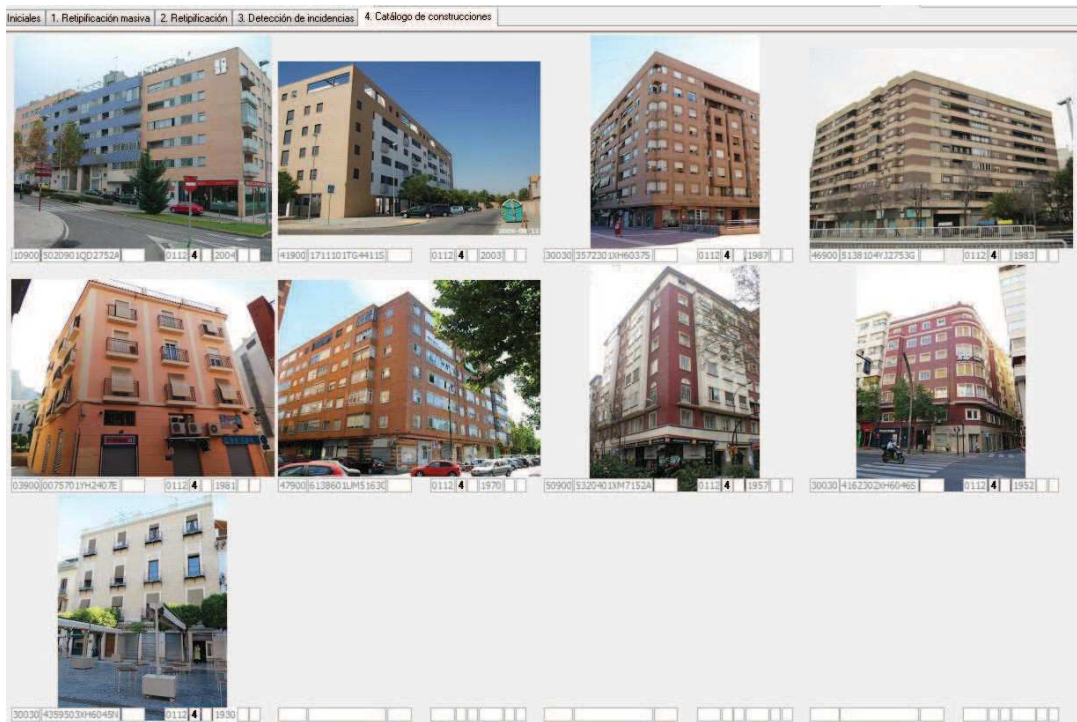 Iniciales 1. Retipificación masiva 2. Retipificación 3. Detección de incidencias 4. Catálogo de construcciones
10900 5020901QD2752A 0112 4 2004
41900 1711101TG4411S 0112 4 2003
30030 3572301XH6037S 0112 4 1987
46900 5138104YJ2753G 0112 4 1983
03900 0075701YH2407E 0112 4 1981
47900 6138601UM5163G 0112 4 1970
50900 5320401XM7152A 0112 4 1957
30030 4162302XH6046S 0112 4 1952
30030 4359503XH6045N 0112 4 1930